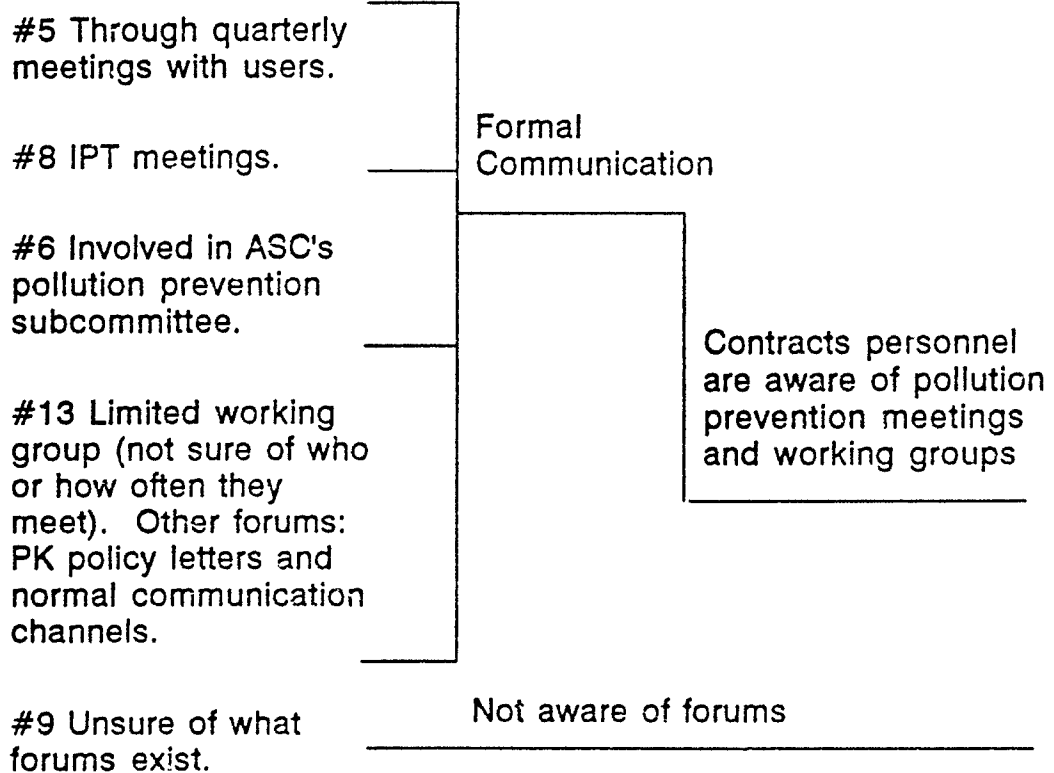 #5 Through quarterly
meetings with users.
#8 IPT meetings.
#6 Involved in ASC's
pollution prevention
subcommittee.
#13 Limited working
group (not sure of who
or how often they
meet). Other forums:
PK policy letters and
normal communication
channels.
#9 Unsure of what
forums exist.
Formal
Communication
Not aware of forums
Contracts personnel
are aware of pollution
prevention meetings
and working groups